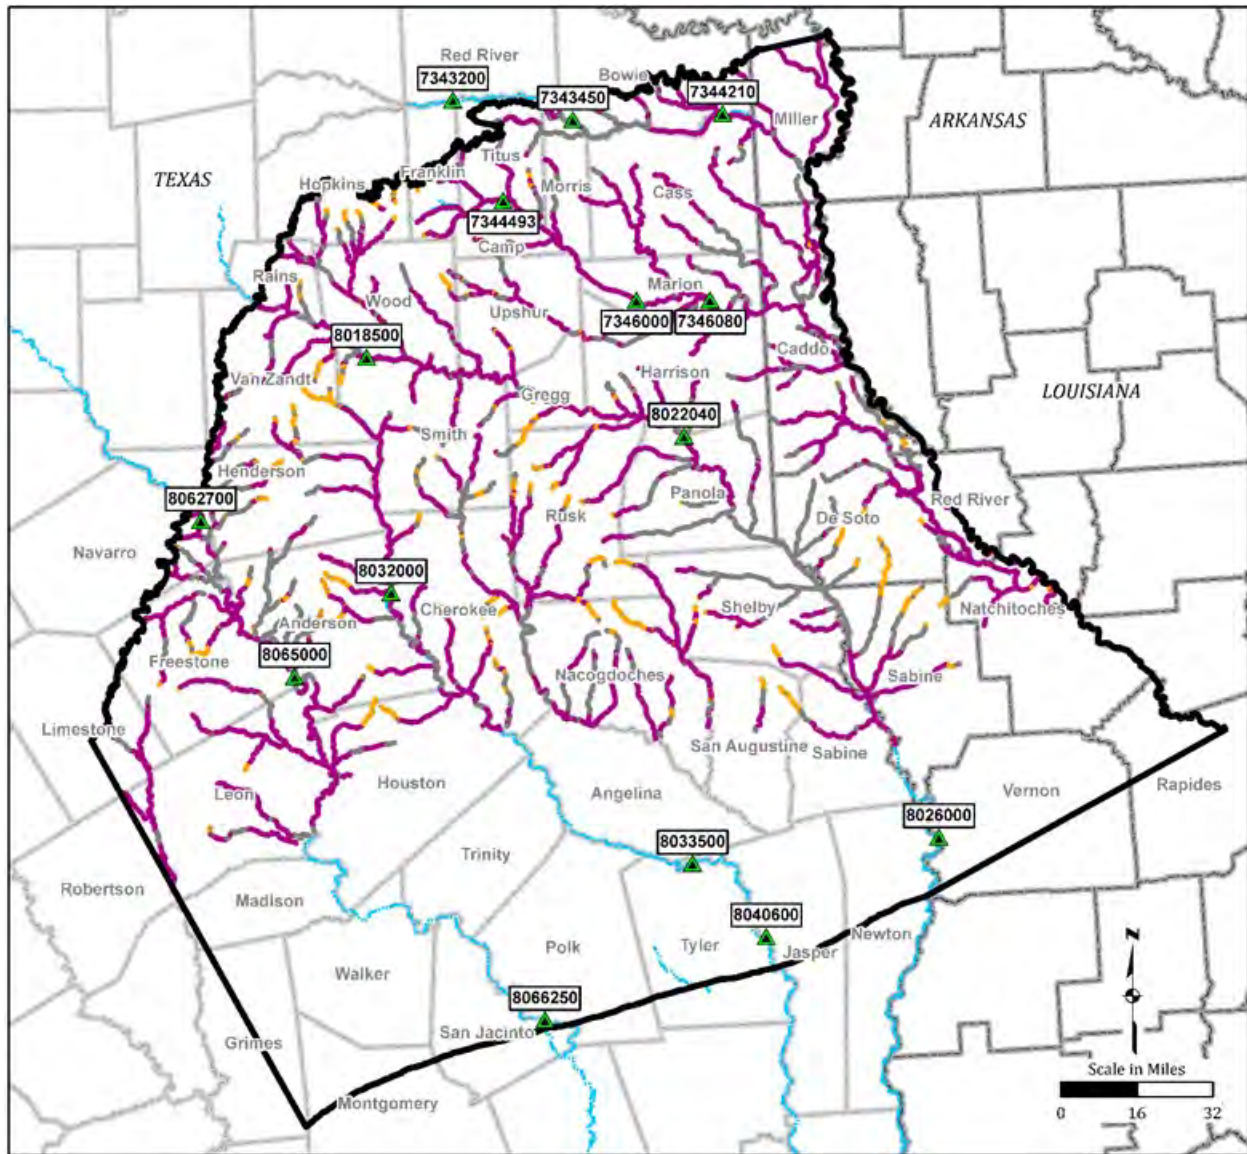 Red River
7343200
Bowie
7343450
7344210
Miller
ARKANSAS
TEXAS
Titus
Franklin
Hopkins
Morris
Cass
7344493
Camp
Rains
Marion
Wood
Upshur
7346000
7346080
8018500
Caddo
Van Zandt
Harrison
Gregg
LOUISIANA
8022040
Smith
Henderson
Panola
8062700
Red River
Rusk
De Soto
Navarro
8032000
Cherokee
Shelby
Natchitoches
Anderson
8065000
Freestone
Nacogdoches
Sabine
Limestone
San Augustine
Sabine
Houston
Leon
Angelina
Vernon
Rapides
8026000
8033500
Trinity
Robertson
Madison
8040600
Newton
Polk
Tyler
Jasper
Walker
8066250
San Jacinto
Grimes
Montgomery
N
Scale in Miles
0 16 32